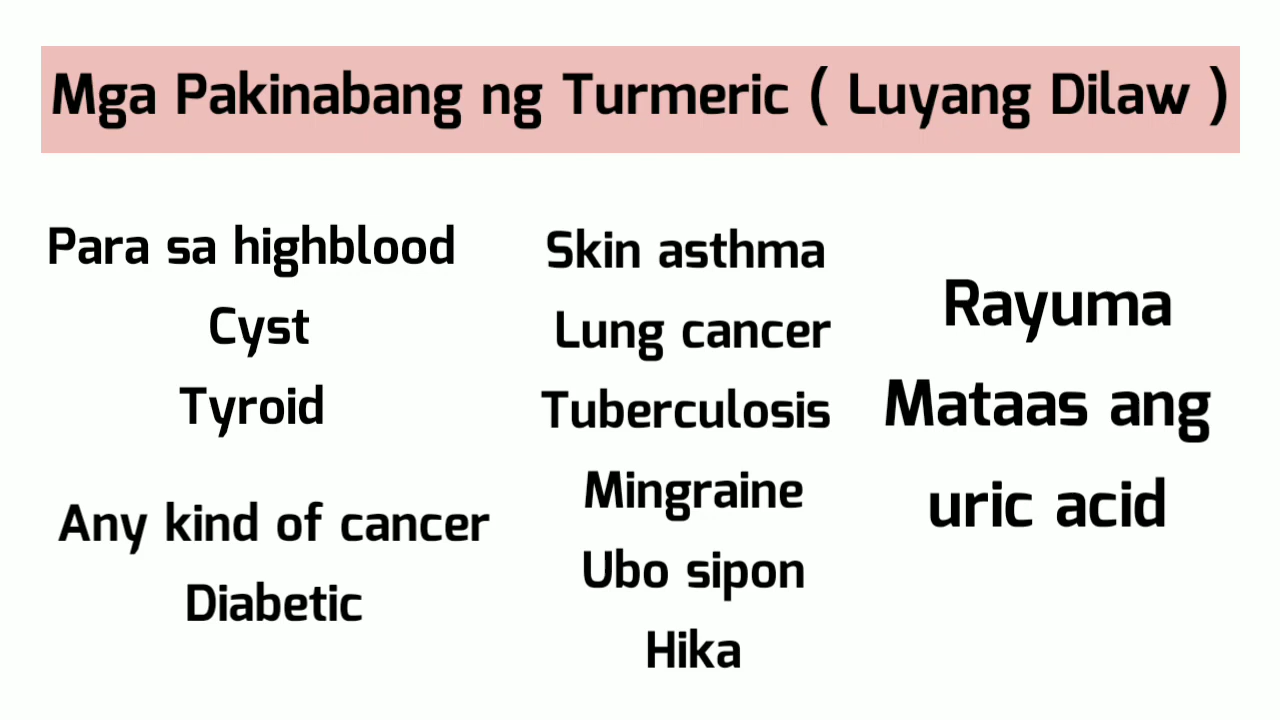 Mga Pakinabang ng Turmeric ( Luyang Dilaw )
Para sa highblood
Cyst
Tyroid
Any kind of cancer
Diabetic
Skin asthma
Lung cancer
Tuberculosis
Mingraine
Ubo sipon
Hika
Rayuma
Mataas ang
uric acid